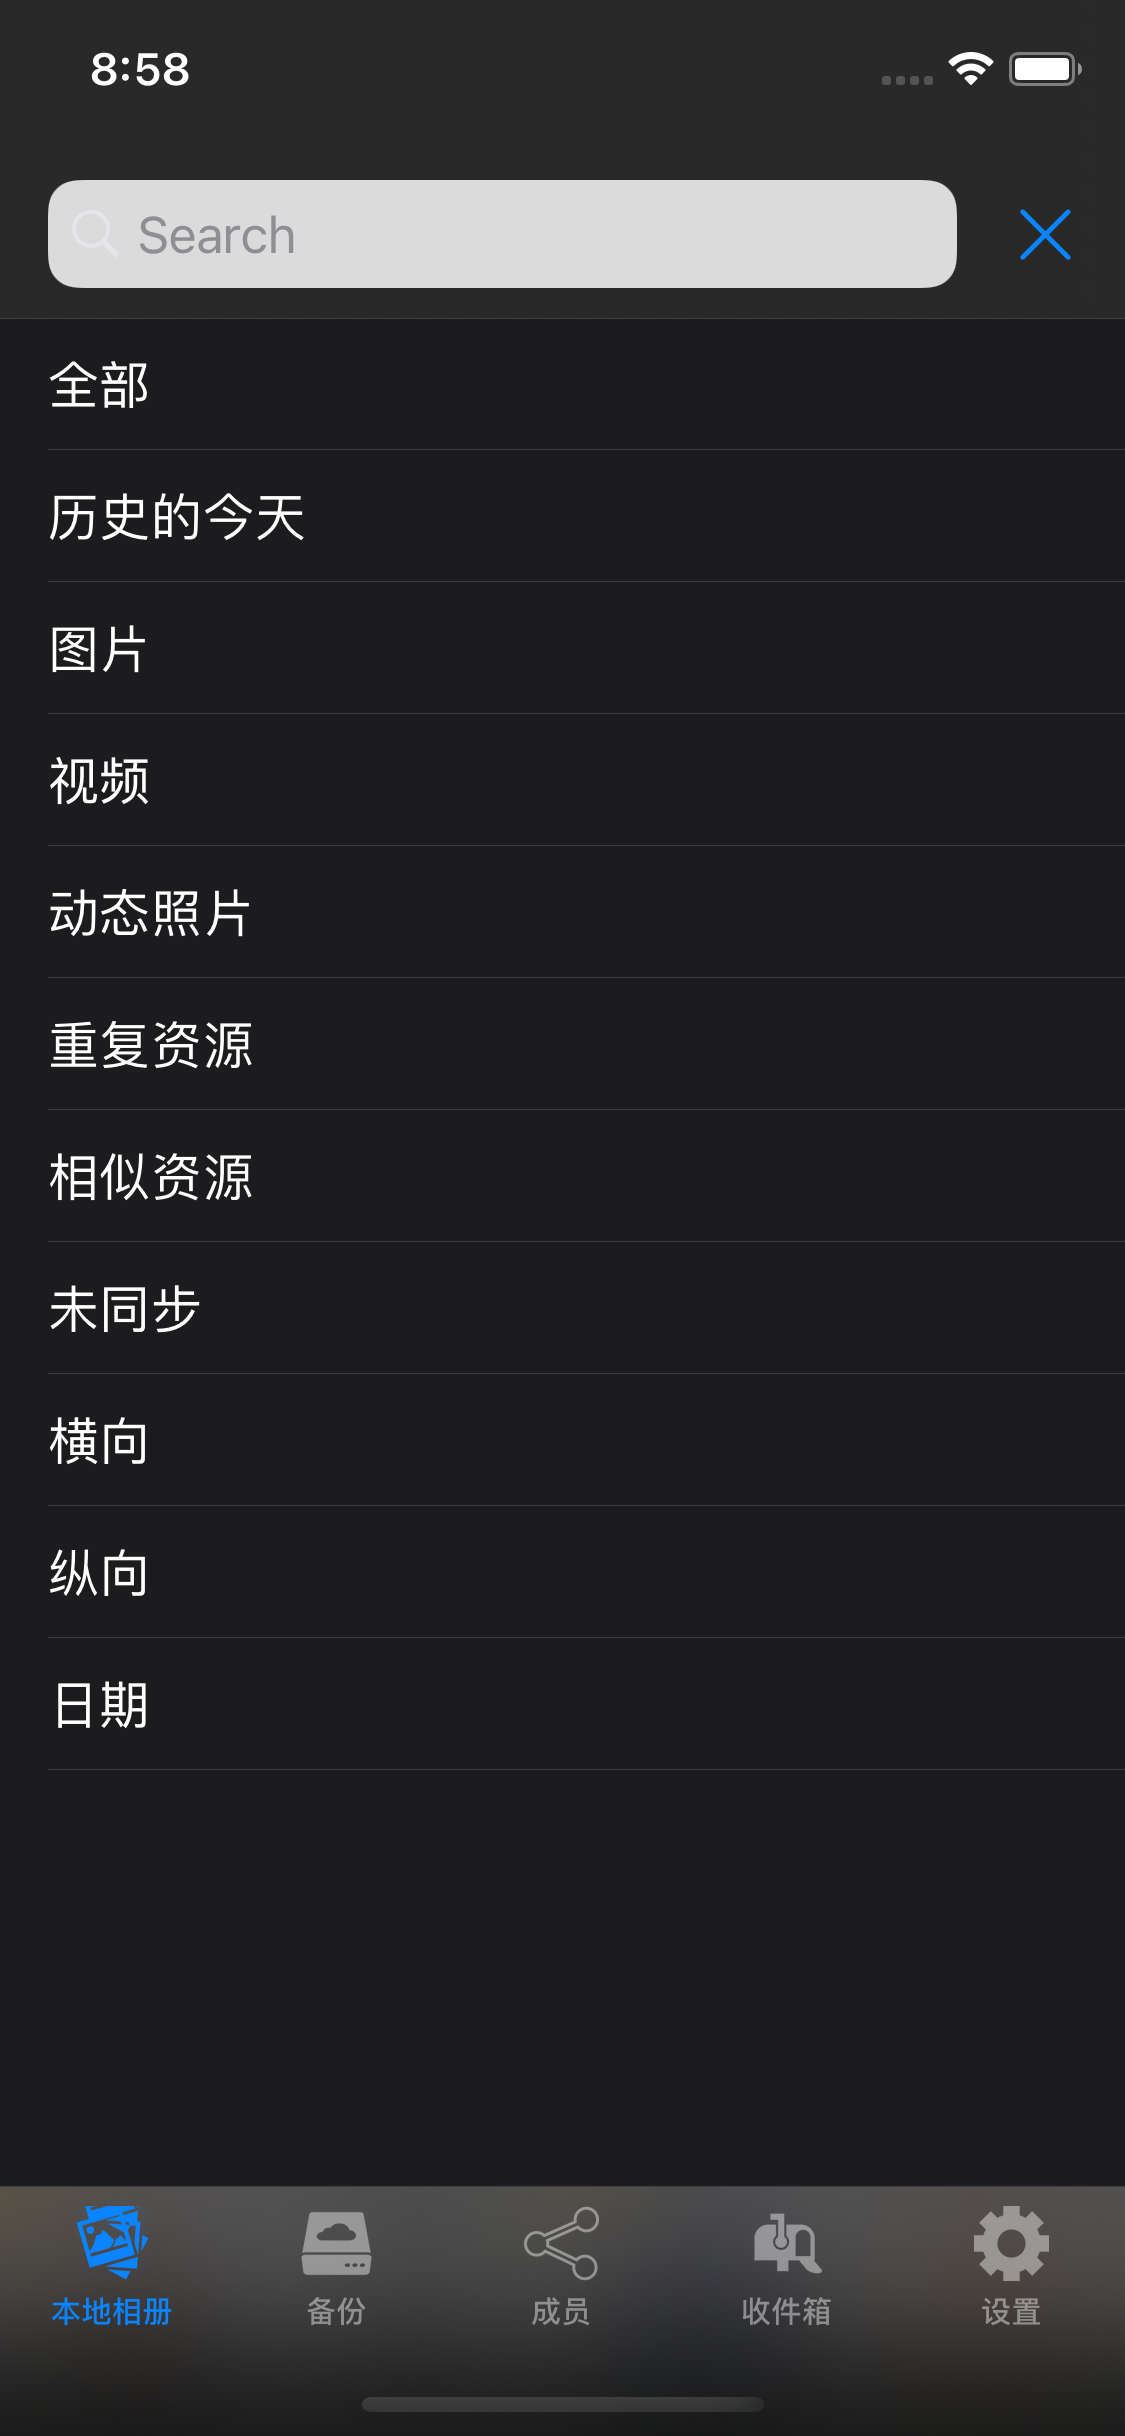 8:58
Search
全部
历史的今天
图片
视频
动态照片
重复资源
相似资源
未同步
横向
纵向
日期
本地相册 备份 成员 收件箱 设置